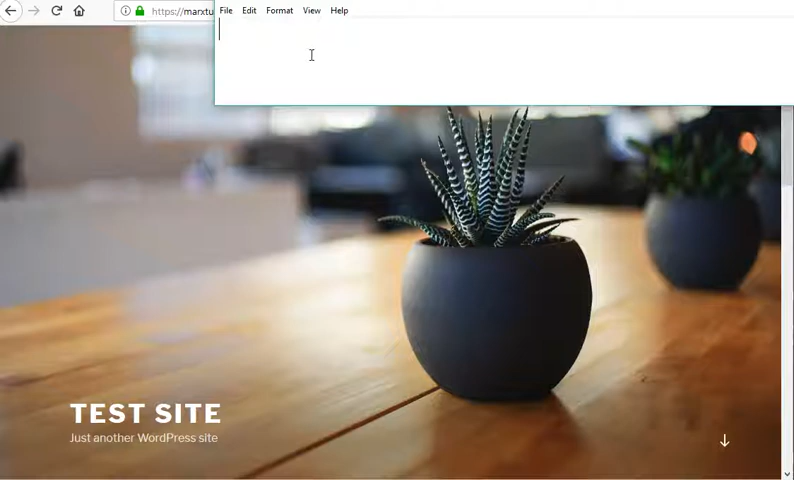 File Edit Format View Help
https://marxtu
TEST SITE
Just another WordPress site